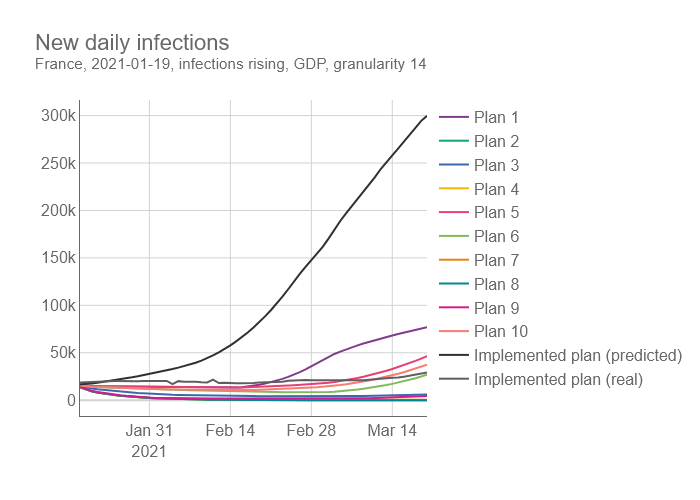 New daily infections
France, 2021-01-19, infections rising, GDP, granularity 14
300k
250k
200k
150k
100k
50k
0
Jan 31
2021
Feb 14
Feb 28
Mar 14
Plan 1
Plan 2
Plan 3
Plan 4
Plan 5
Plan 6
Plan 7
Plan 8
Plan 9
Plan 10
Implemented plan (predicted)
Implemented plan (real)